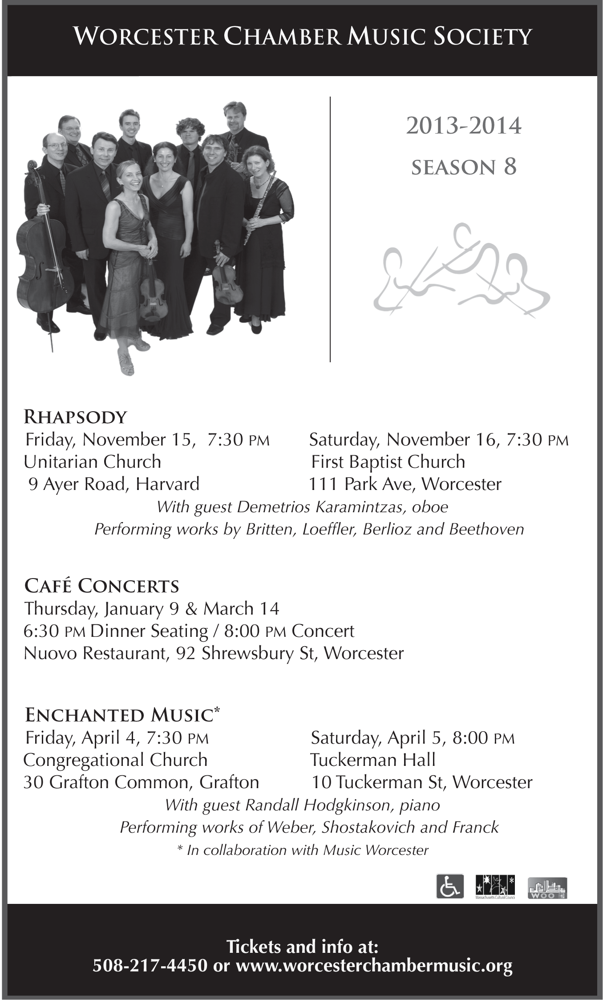 Worcester Chamber Music Society
2013-2014
season 8
Rhapsody
Friday, November 15, 7:30 PM
Unitarian Church
9 Ayer Road, Harvard
Saturday, November 16, 7:30 PM
First Baptist Church
111 Park Ave, Worcester
With guest Demetrios Karamintzas, oboe
Performing works by Britten, Loeffler, Berlioz and Beethoven
Café Concerts
Thursday, January 9 & March 14
6:30 PM Dinner Seating / 8:00 PM Concert
Nuovo Restaurant, 92 Shrewsbury St, Worcester
Enchanted Music*
Friday, April 4, 7:30 PM
Congregational Church
30 Grafton Common, Grafton
Saturday, April 5, 8:00 PM
Tuckerman Hall
10 Tuckerman St, Worcester
With guest Randall Hodgkinson, piano
Performing works of Weber, Shostakovich and Franck
* In collaboration with Music Worcester
Massachusetts Cultural Council
WOO
Tickets and info at:
508-217-4450 or www.worcesterchambermusic.org